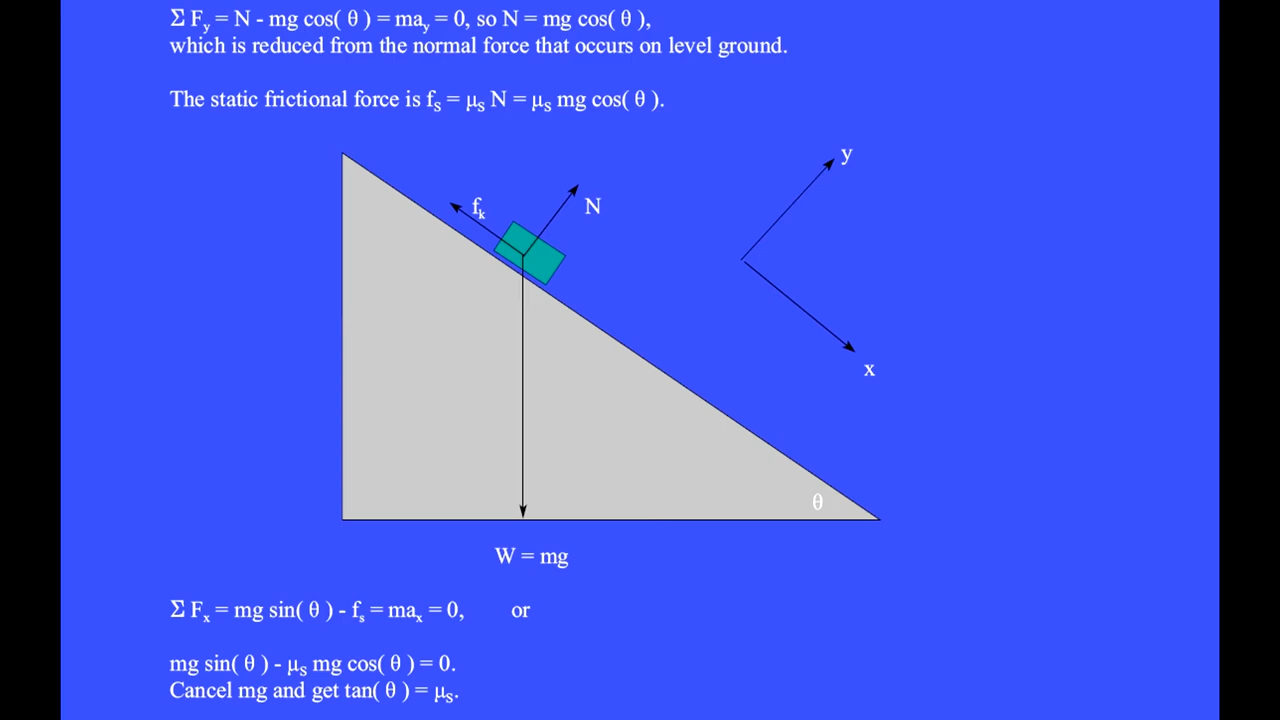 Σ F_y = N - mg cos( θ ) = ma_y = 0, so N = mg cos( θ ),
which is reduced from the normal force that occurs on level ground.
The static frictional force is f_s = μ_s N = μ_s mg cos( θ ).
y
f_k
N
x
θ
W = mg
Σ F_x = mg sin( θ ) - f_s = ma_x = 0, or
mg sin( θ ) - μ_s mg cos( θ ) = 0.
Cancel mg and get tan( θ ) = μ_s.